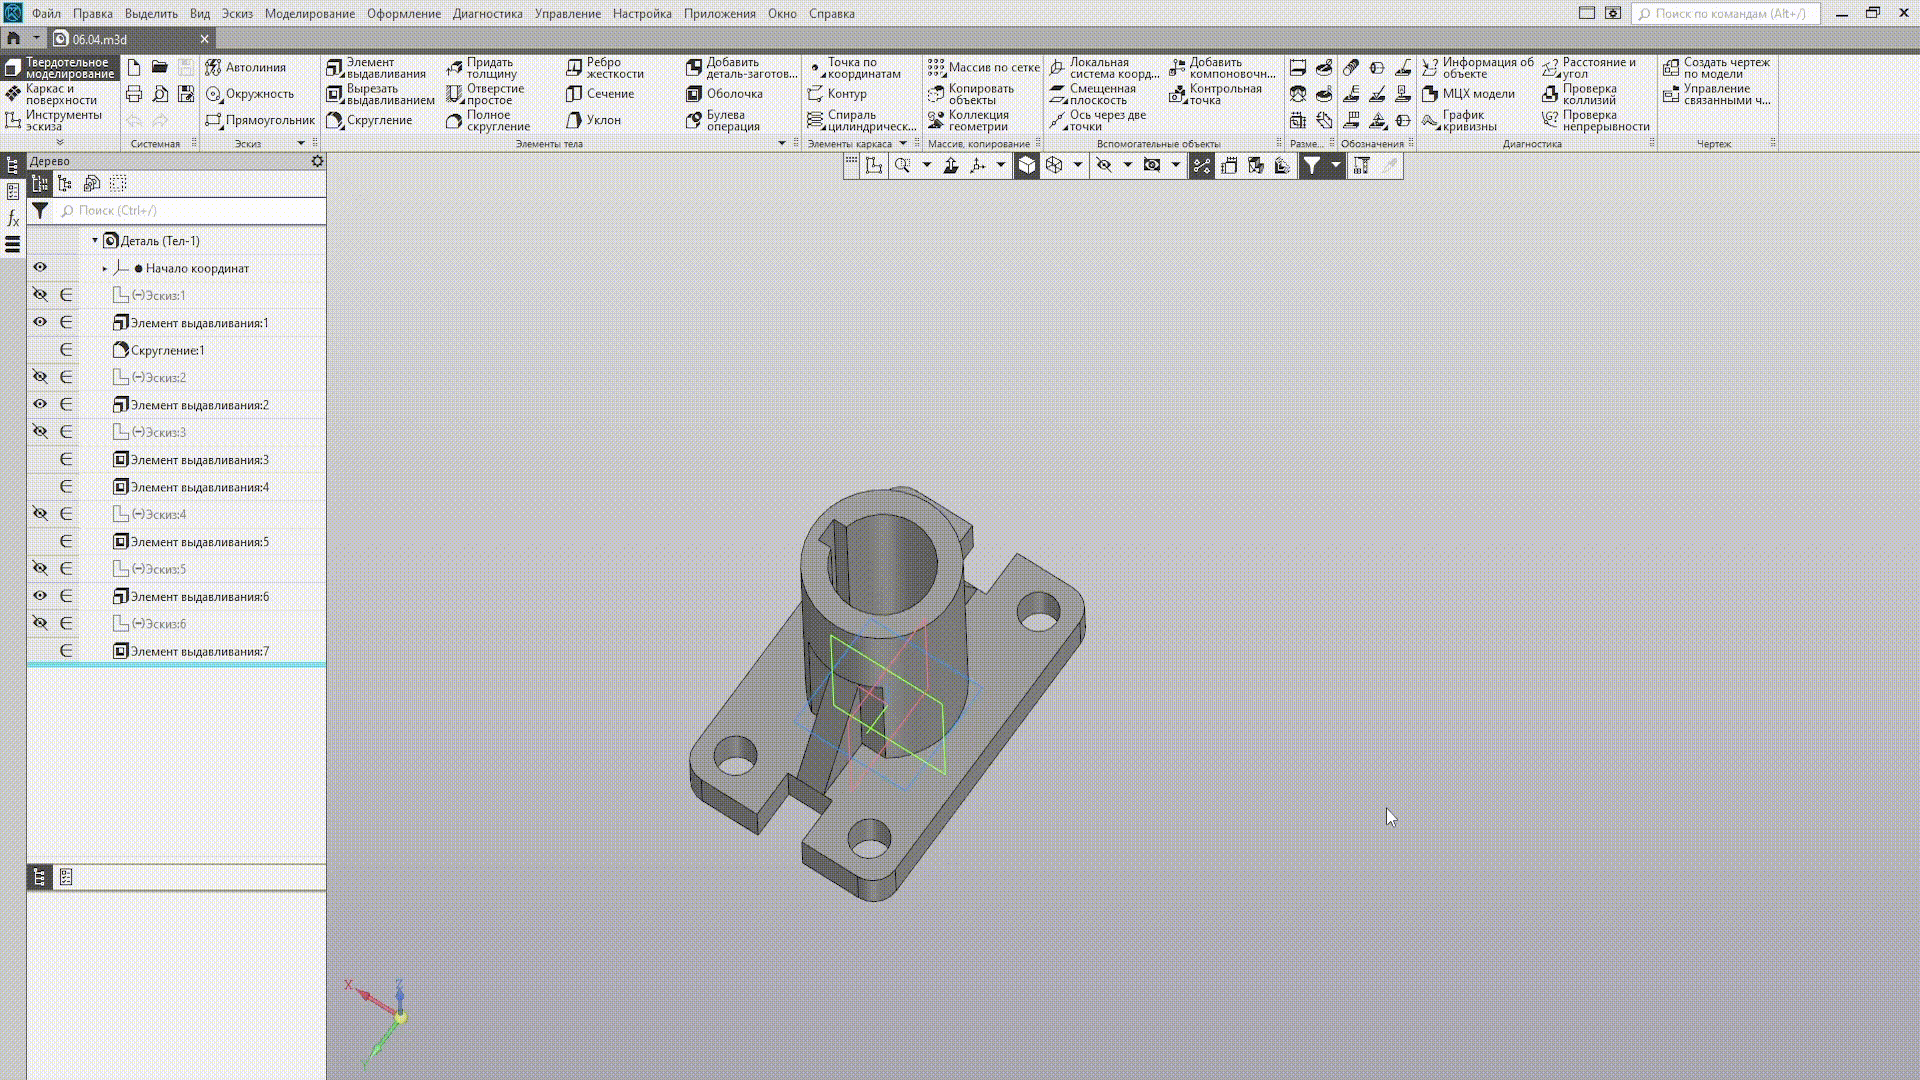 Файл Правка Выделить Вид Эскиз Моделирование Оформление Диагностика Управление Настройка Приложения Окно Справка
Поиск по командам (Alt+/)
06.04.m3d
Твердотельное моделирование
Каркас и поверхности
Инструменты эскиза
Системная
Автолиния
Окружность
Прямоугольник
Эскиз
Элемент выдавливания
Вырезать выдавливанием
Скругление
Придать толщину
Отверстие простое
Полное скругление
Ребро жесткости
Сечение
Уклон
Добавить деталь-заготов...
Оболочка
Булева операция
Элементы тела
Точка по координатам
Контур
Спираль цилиндрическ...
Элементы каркаса
Массив по сетке
Копировать объекты
Коллекция геометрии
Массив, копирование
Локальная система коорд...
Смещенная плоскость
Ось через две точки
Добавить компоновочн...
Контрольная точка
Вспомогательные объекты
Разме...
Обозначения
Информация об объекте
МЦХ модели
График кривизны
Расстояние и угол
Проверка коллизий
Проверка непрерывности
Диагностика
Создать чертеж по модели
Управление связанными ч...
Чертеж
Дерево
Поиск (Ctrl+/)
Деталь (Тел-1)
Начало координат
(-)Эскиз:1
Элемент выдавливания:1
Скругление:1
(-)Эскиз:2
Элемент выдавливания:2
(-)Эскиз:3
Элемент выдавливания:3
Элемент выдавливания:4
(-)Эскиз:4
Элемент выдавливания:5
(-)Эскиз:5
Элемент выдавливания:6
(-)Эскиз:6
Элемент выдавливания:7
X
Z
Y